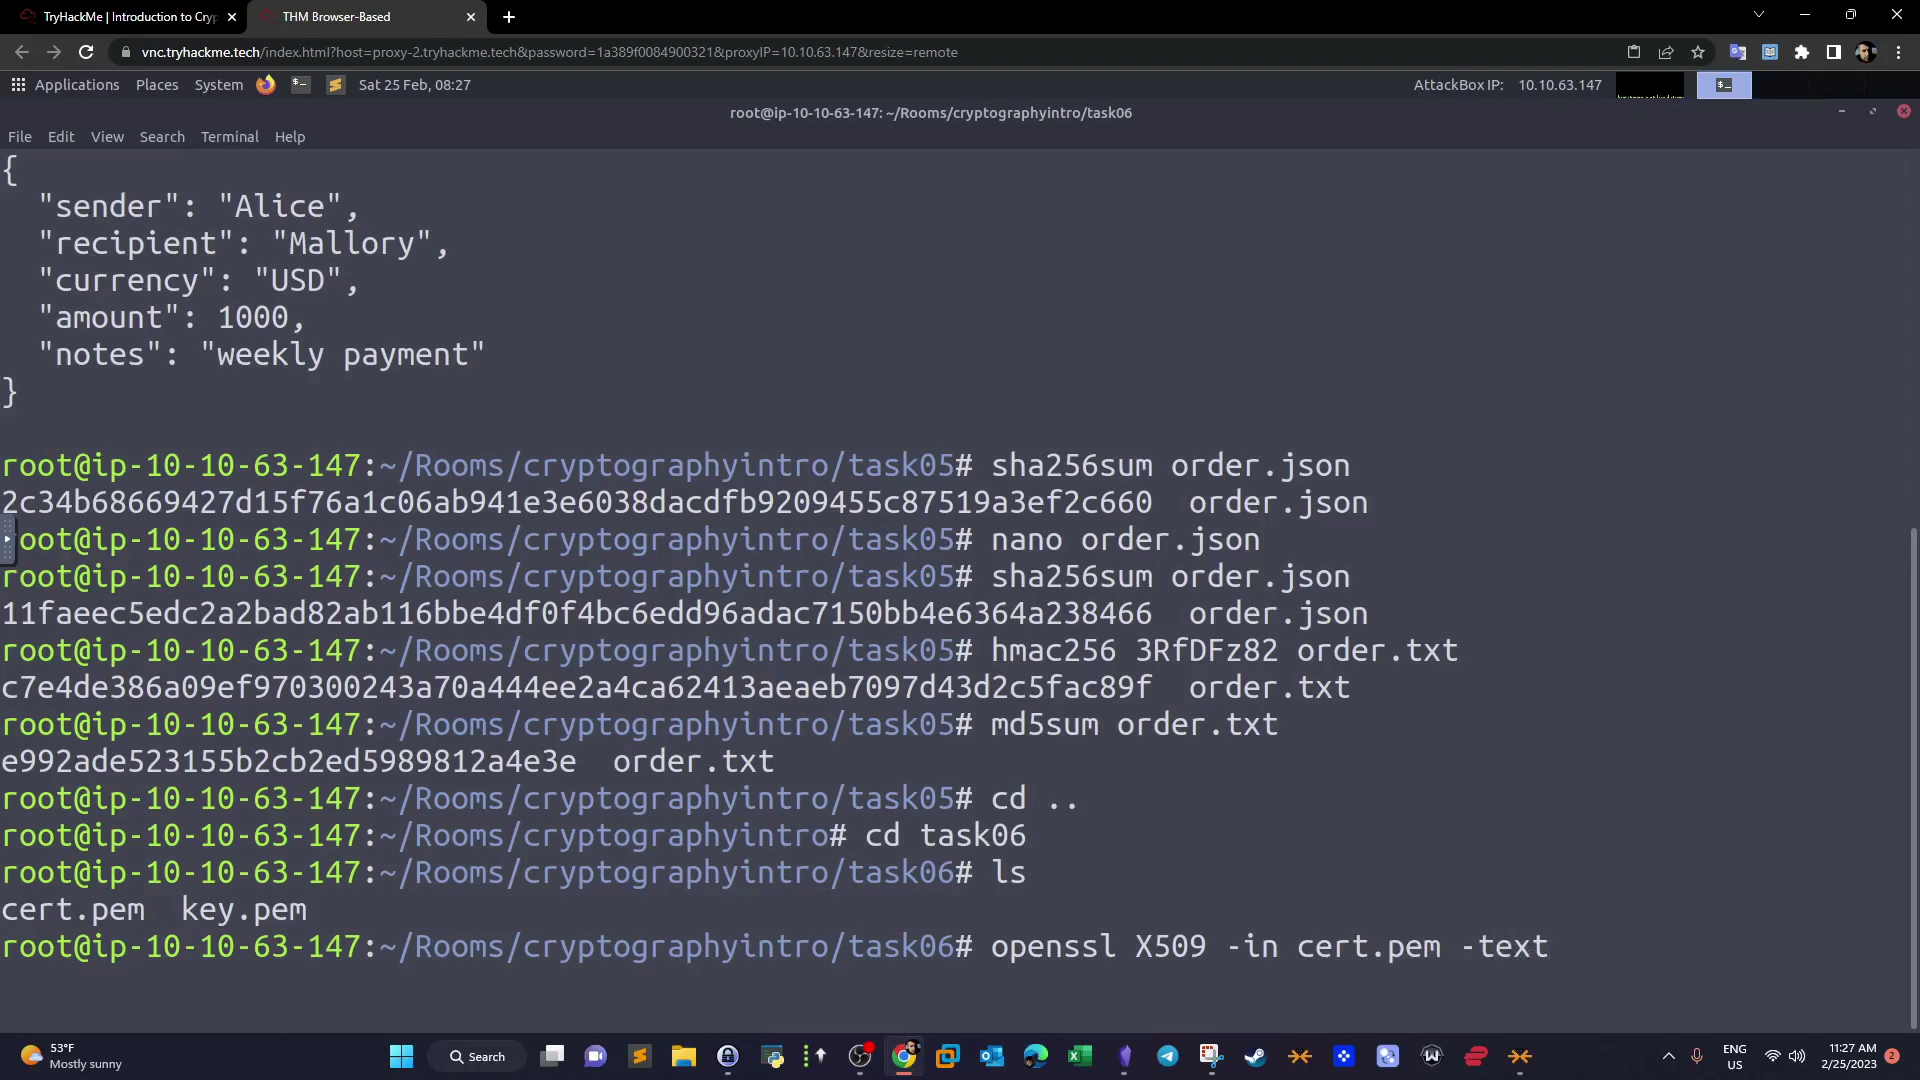 TryHackMe | Introduction to Cryp
THM Browser-Based
vnc.tryhackme.tech/index.html?host=proxy-2.tryhackme.tech&password=1a389f0084900321&proxyIP=10.10.63.147&resize=remote
Applications Places System Sat 25 Feb, 08:27 AttackBox IP: 10.10.63.147
root@ip-10-10-63-147: ~/Rooms/cryptographyintro/task06
File Edit View Search Terminal Help
{
"sender": "Alice",
"recipient": "Mallory",
"currency": "USD",
"amount": 1000,
"notes": "weekly payment"
}
root@ip-10-10-63-147:~/Rooms/cryptographyintro/task05# sha256sum order.json
2c34b68669427d15f76a1c06ab941e3e6038dacdfb9209455c87519a3ef2c660 order.json
oot@ip-10-10-63-147:~/Rooms/cryptographyintro/task05# nano order.json
root@ip-10-10-63-147:~/Rooms/cryptographyintro/task05# sha256sum order.json
11faeec5edc2a2bad82ab116bbe4df0f4bc6edd96adac7150bb4e6364a238466 order.json
root@ip-10-10-63-147:~/Rooms/cryptographyintro/task05# hmac256 3RfDFz82 order.txt
c7e4de386a09ef970300243a70a444ee2a4ca62413aeaeb7097d43d2c5fac89f order.txt
root@ip-10-10-63-147:~/Rooms/cryptographyintro/task05# md5sum order.txt
e992ade523155b2cb2ed5989812a4e3e order.txt
root@ip-10-10-63-147:~/Rooms/cryptographyintro/task05# cd ..
root@ip-10-10-63-147:~/Rooms/cryptographyintro# cd task06
root@ip-10-10-63-147:~/Rooms/cryptographyintro/task06# ls
cert.pem key.pem
root@ip-10-10-63-147:~/Rooms/cryptographyintro/task06# openssl X509 -in cert.pem -text
53°F
Mostly sunny
Search
ENG
US
11:27 AM
2/25/2023
2